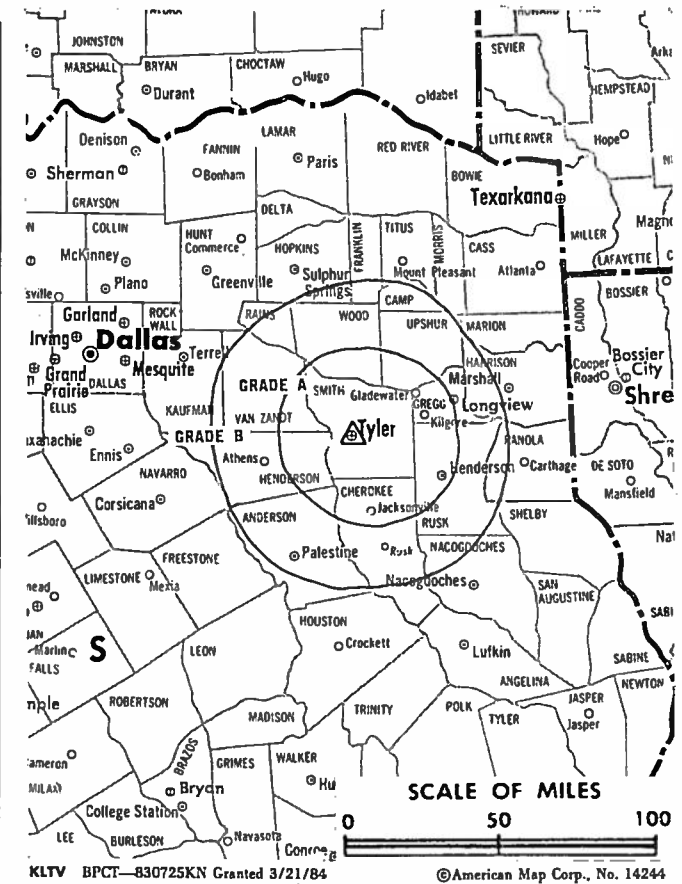 HOWARD
SEVIER
JOHNSTON
MARSHALL
BRYAN
CHOCTAW
Hugo
Durant
Idabel
HEMPSTEAD
Denison
LAMAR
LITTLE RIVER
Hope
FANNIN
RED RIVER
Sherman
Bonham
Paris
BOWIE
Texarkana
GRAYSON
DELTA
COLLIN
HUNT
Commerce
TITUS
MILLER
McKinney
HOPKINS
FRANKLIN
MORRIS
CASS
LAFAYETTE
Plano
Greenville
Sulphur
Springs
Mount Pleasant
Atlanta
BOSSIER
CAMP
Garland
ROCK
WALL
RAINS
WOOD
UPSHUR
MARION
CADDO
Irving
Dallas
Terrell
HARRISON
Cooper
Road
Bossier
City
Grand
Prairie
Mesquite
DALLAS
GRADE A
SMITH
Gladewater
Marshall
Shre
ELLIS
KAUFMAN
GREGG
Longview
VAN ZANDT
Kilgore
GRADE B
Tyler
PANOLA
Ennis
Athens
Henderson
Carthage
DE SOTO
NAVARRO
HENDERSON
CHEROKEE
Mansfield
Corsicana
Jacksonville
SHELBY
ANDERSON
RUSK
FREESTONE
Palestine
Rusk
NACOGDOCHES
LIMESTONE
Mexia
Nacogdoches
SAN
AUGUSTINE
HOUSTON
S
Marlin
FALLS
LEON
Crockett
Lufkin
SABINE
ANGELINA
NEWTON
ROBERTSON
MADISON
TRINITY
POLK
TYLER
JASPER
Jasper
BRAZOS
GRIMES
WALKER
MILAM
Bryan
College Station
SCALE OF MILES
0 50 100
LEE
BURLESON
Navasota
Conroe
KLTV BPCT—830725KN Granted 3/21/84
©American Map Corp., No. 14244